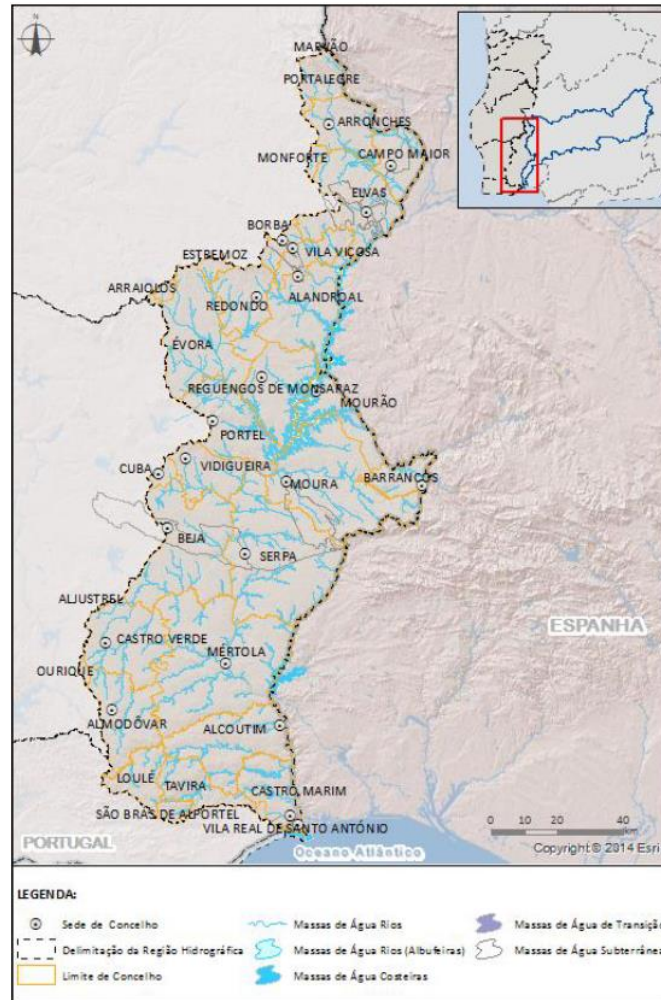 N
MARVÃO
PORTALEGRE
ARRONCHES
MONFORTE
CAMPO MAIOR
ELVAS
BORBA
VILA VIÇOSA
ESTREMOZ
ARRAIOLOS
REDONDO
ALANDROAL
ÉVORA
REGUENGOS DE MONSARAZ
MOURÃO
PORTEL
CUBA
VIDIGUEIRA
MOURA
BARRANCOS
BEJA
SERPA
ALJUSTREL
ESPANHA
CASTRO VERDE
MÉRTOLA
OURIQUE
ALMODÔVAR
ALCOUTIM
LOULÉ
TAVIRA
CASTRO MARIM
SÃO BRÁS DE ALPORTEL
VILA REAL DE SANTO ANTÓNIO
PORTUGAL
Oceano Atlântico
0 10 20 40
Copyright:© 2014 Esri
LEGENDA:
Sede de Concelho
Massas de Água Rios
Massas de Água de Transiçã
Delimitação da Região Hidrográfica
Massas de Água Rios (Albufeiras)
Massas de Água Subterrânea
Limite de Concelho
Massas de Água Costeiras